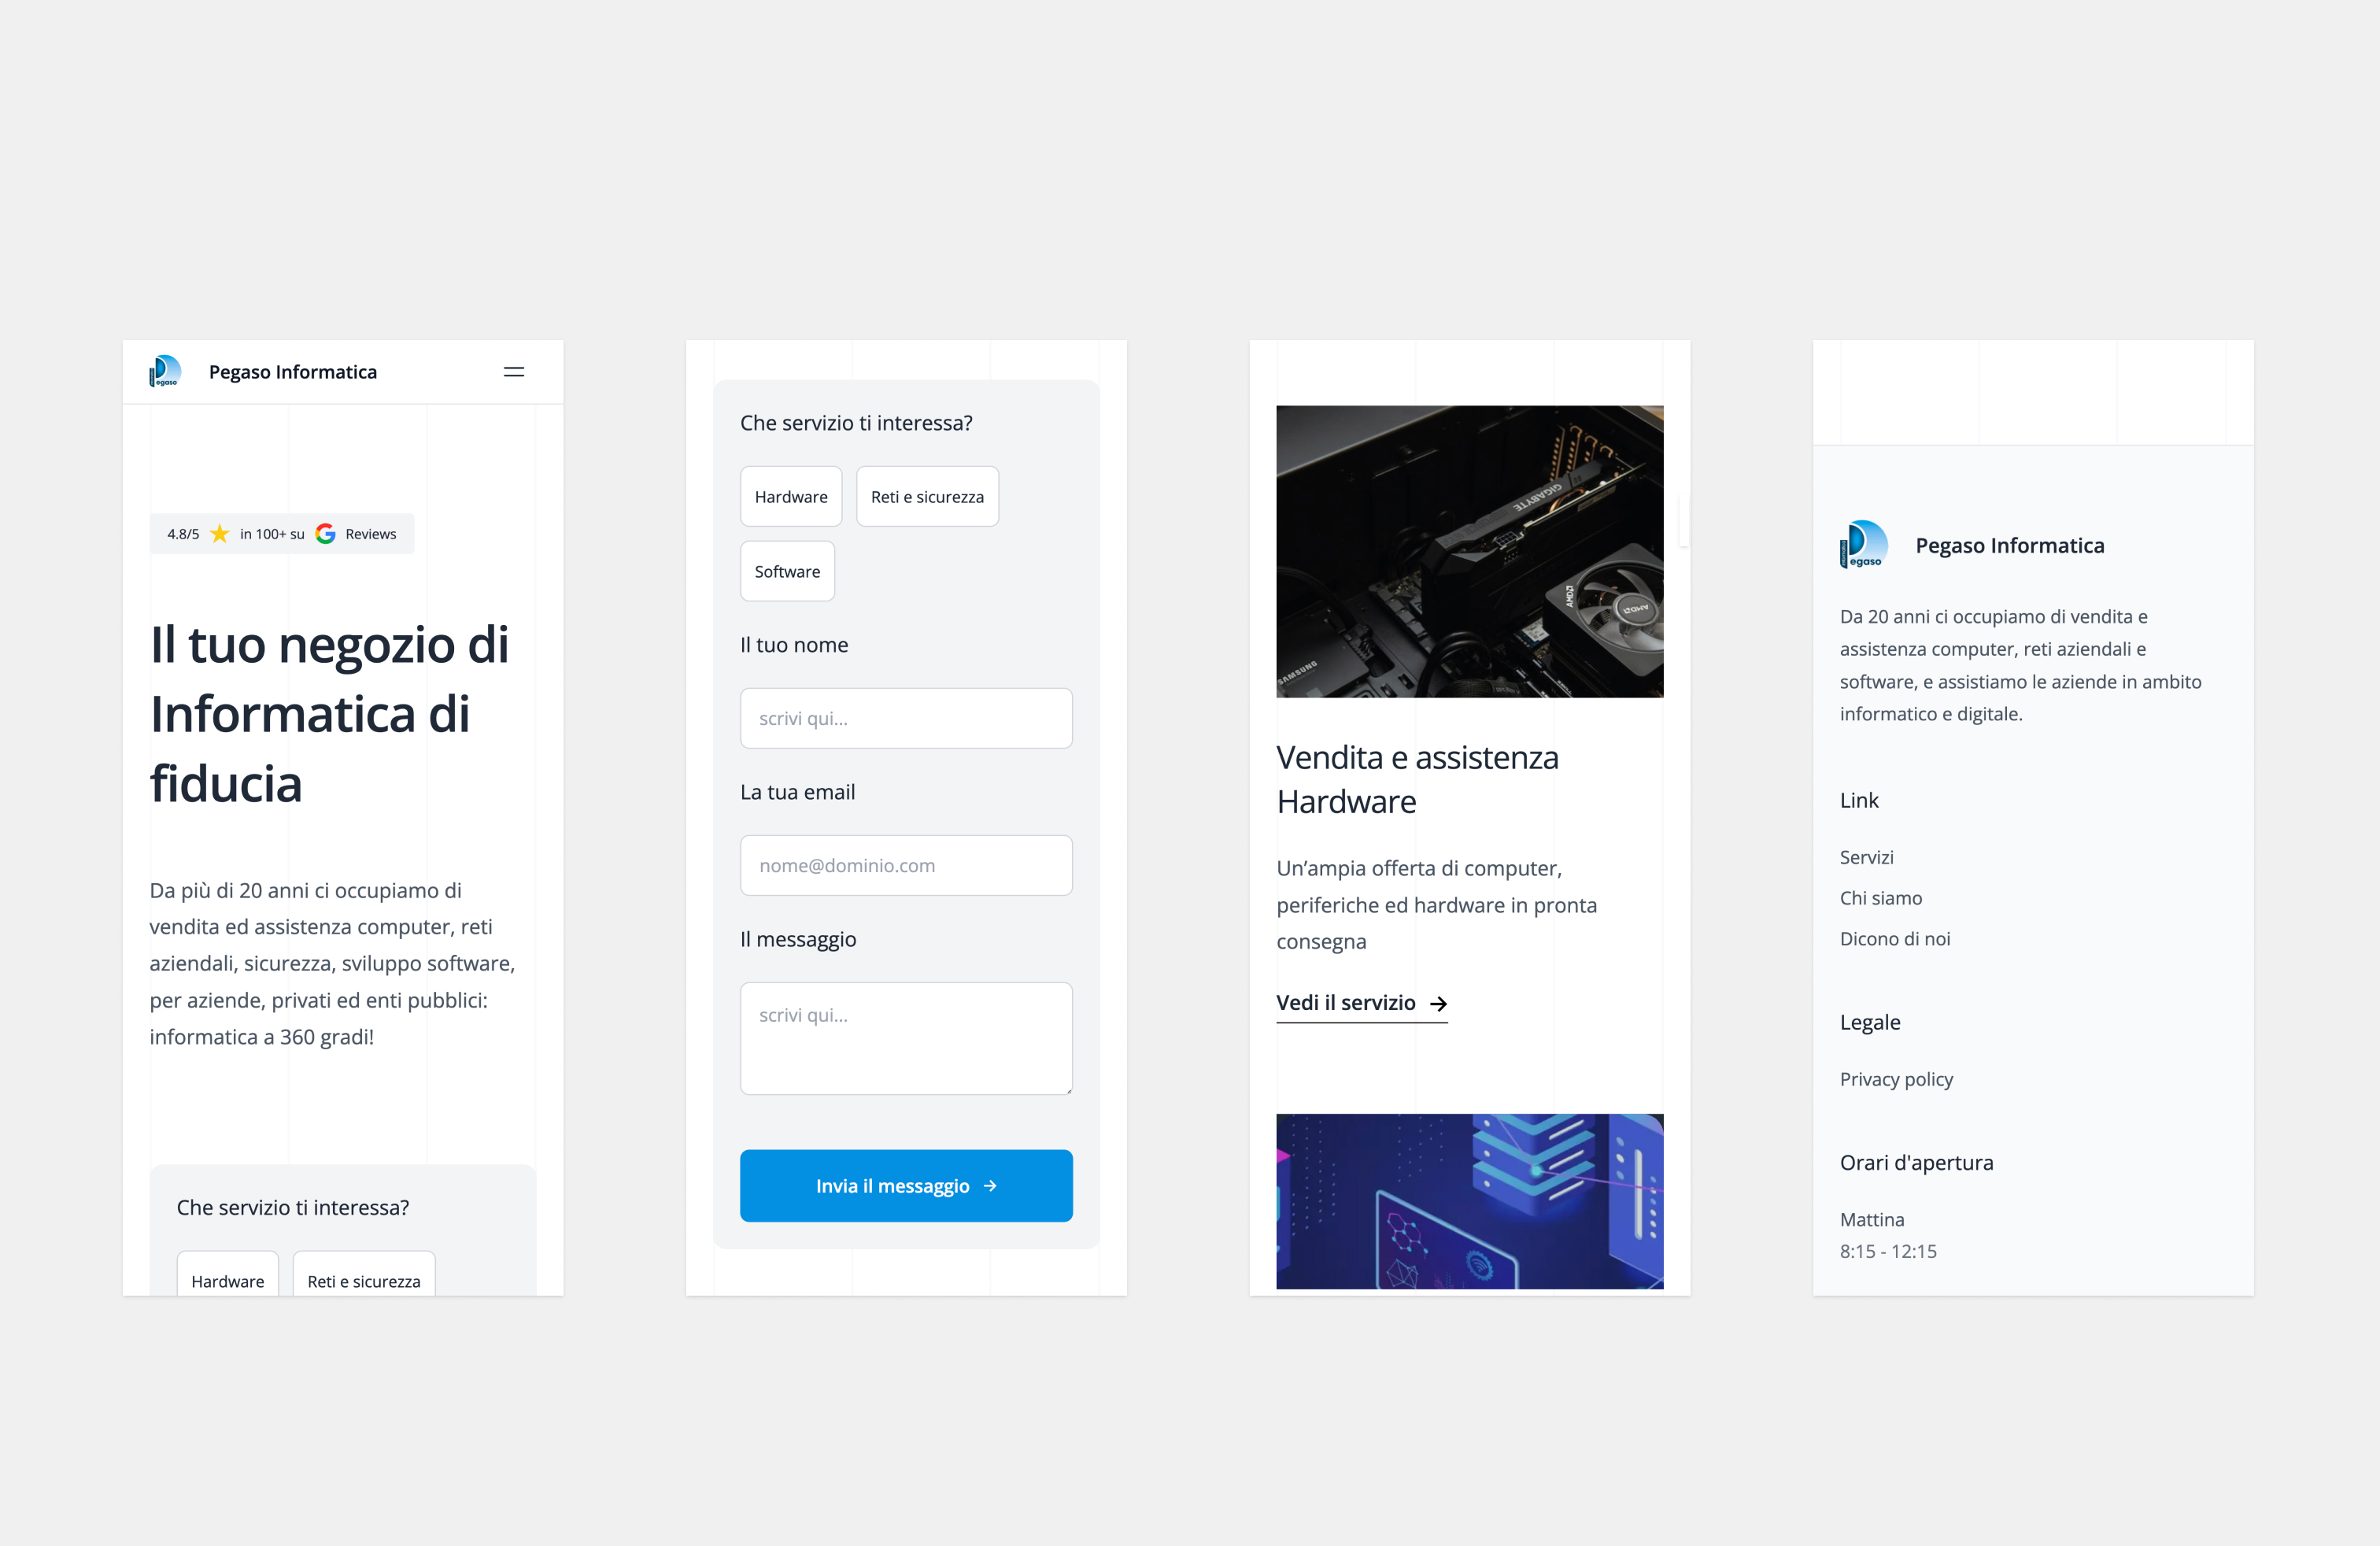 Pegaso Informatica
4.8/5 in 100+ su Reviews
Il tuo negozio di
Informatica di
fiducia
Da più di 20 anni ci occupiamo di
vendita ed assistenza computer, reti
aziendali, sicurezza, sviluppo software,
per aziende, privati ed enti pubblici:
informatica a 360 gradi!
Che servizio ti interessa?
Hardware
Reti e sicurezza
Che servizio ti interessa?
Hardware
Reti e sicurezza
Software
Il tuo nome
scrivi qui...
La tua email
nome@dominio.com
Il messaggio
scrivi qui...
Invia il messaggio
GIGABYTE
AMD
AMD
SAMSUNG
Vendita e assistenza
Hardware
Un’ampia offerta di computer,
periferiche ed hardware in pronta
consegna
Vedi il servizio
egaso
Pegaso Informatica
Da 20 anni ci occupiamo di vendita e
assistenza computer, reti aziendali e
software, e assistiamo le aziende in ambito
informatico e digitale.
Link
Servizi
Chi siamo
Dicono di noi
Legale
Privacy policy
Orari d'apertura
Mattina
8:15 - 12:15